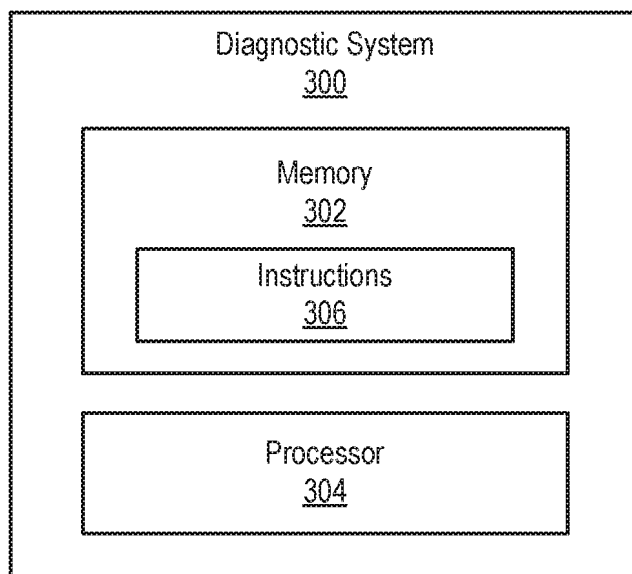 Diagnostic System
300
Memory
302
Instructions
306
Processor
304